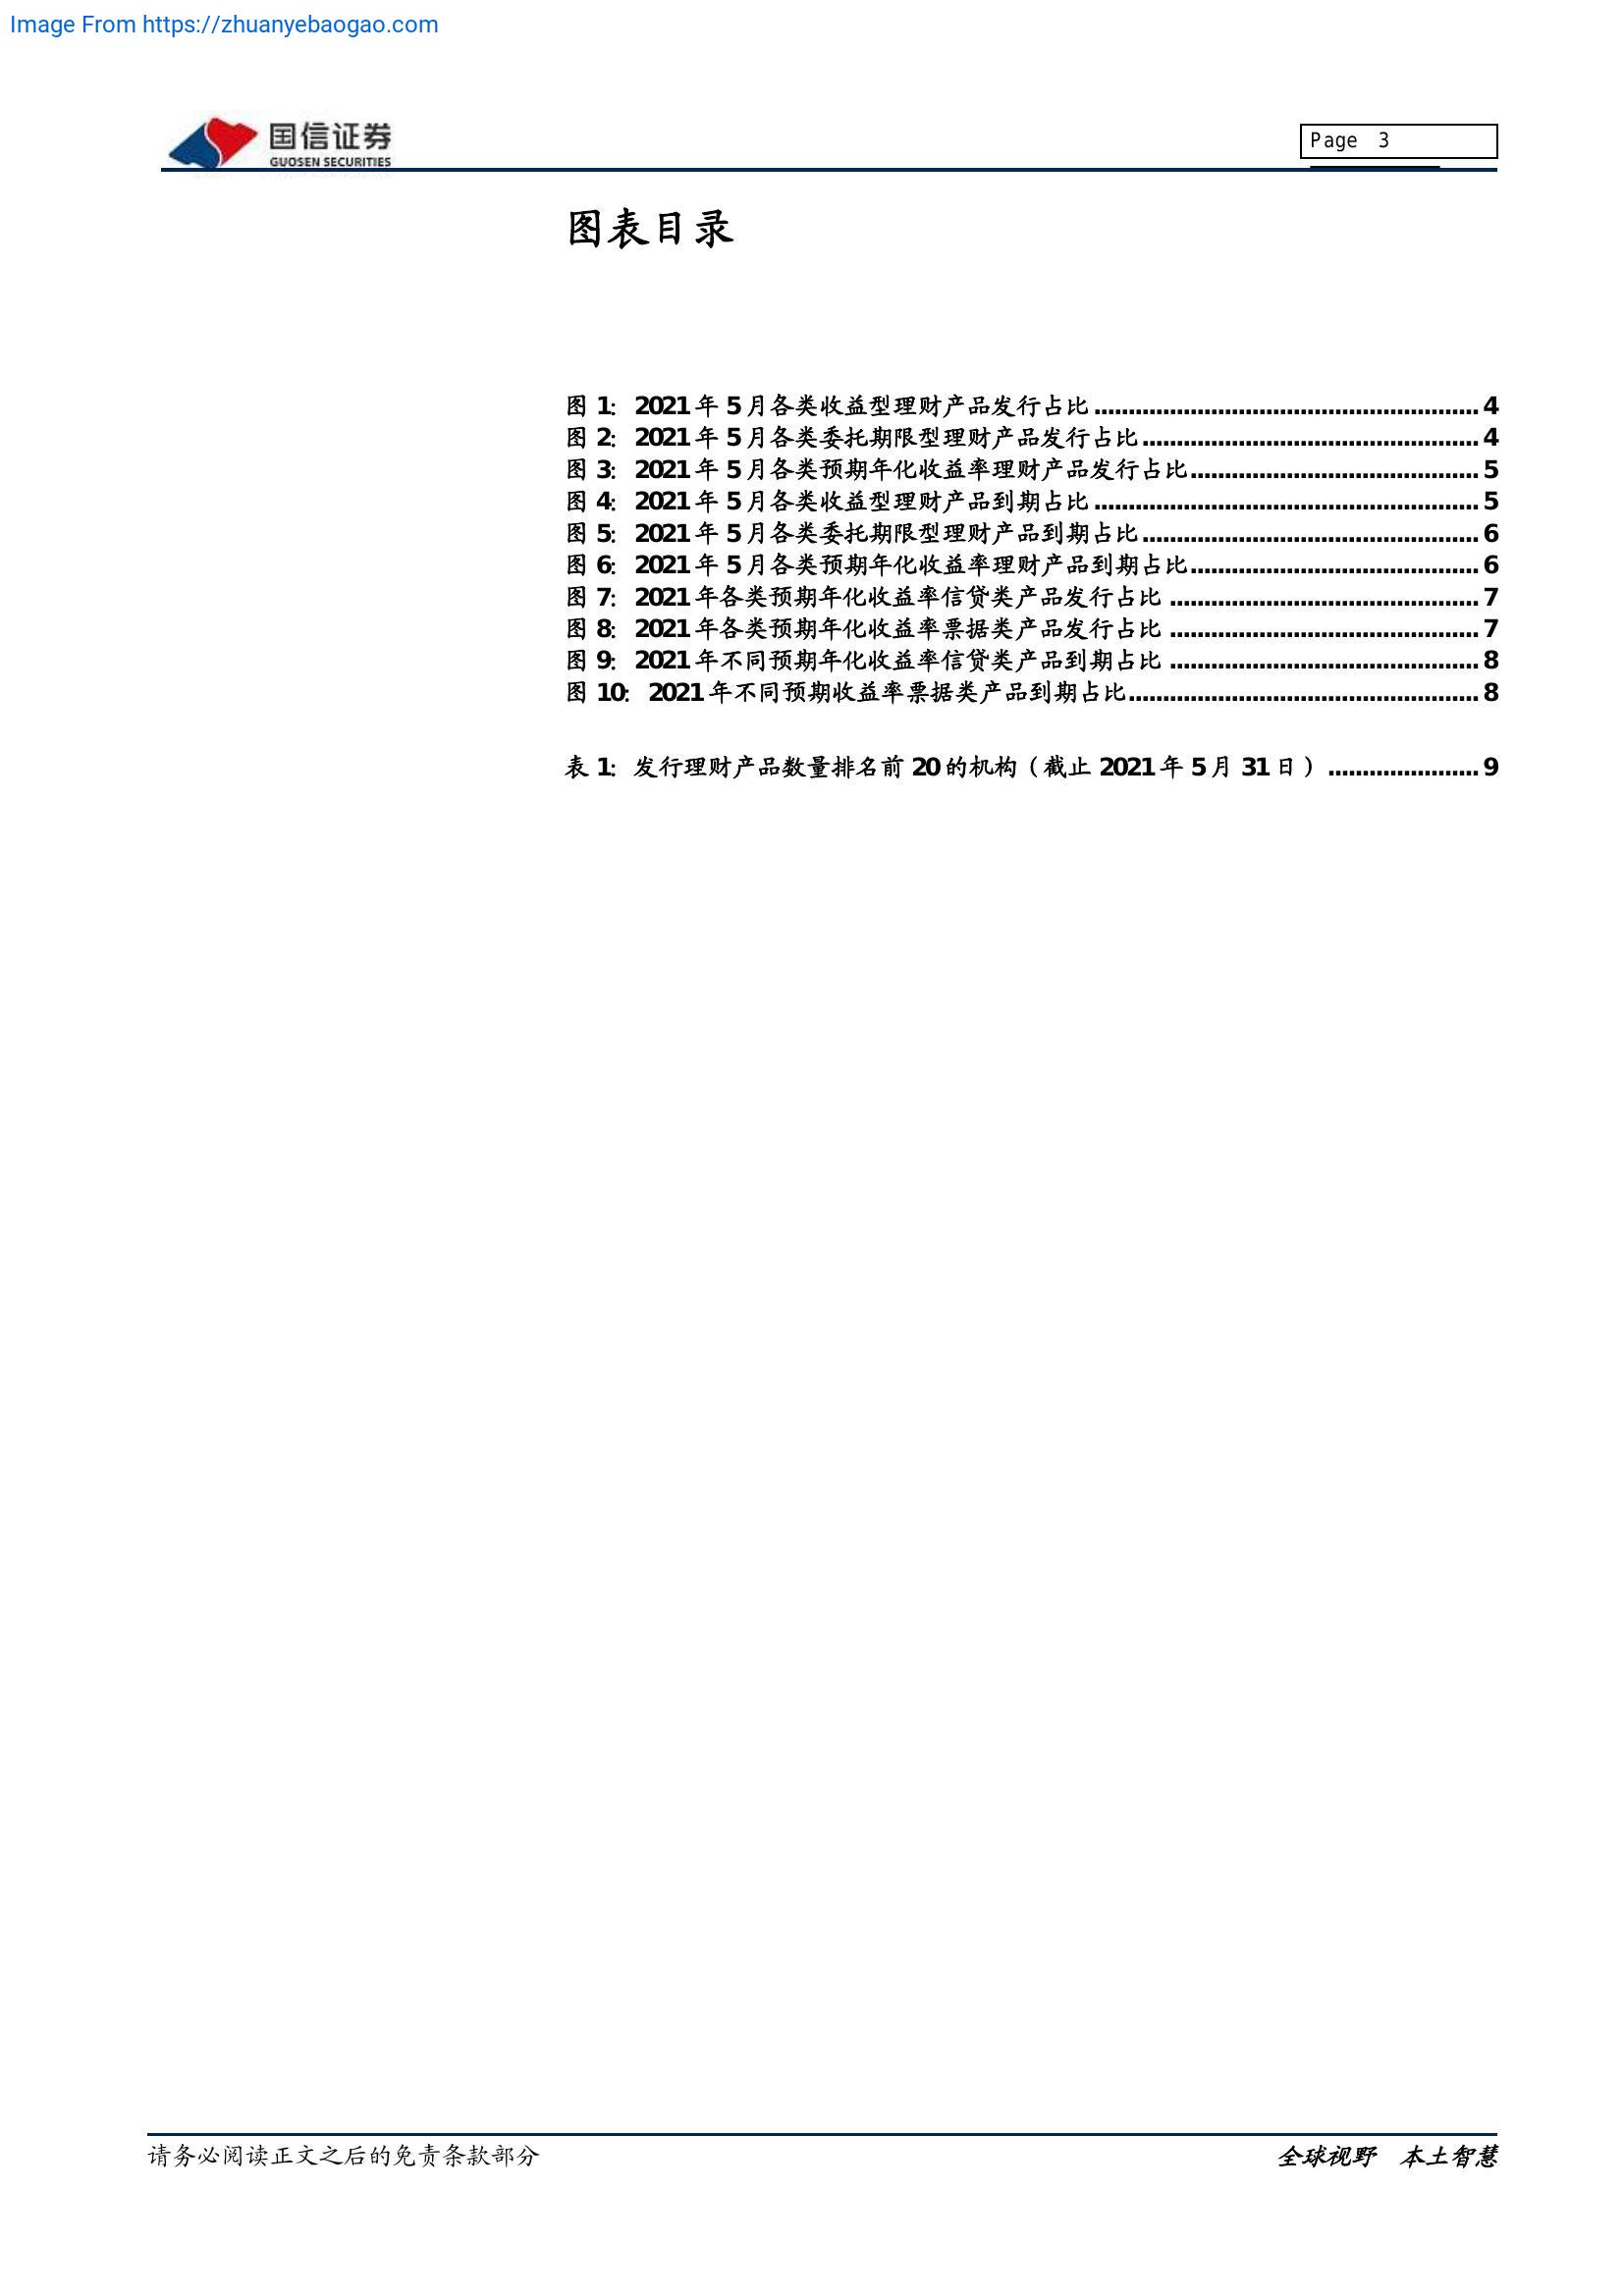 Image From https://zhuanyebaogao.com
国信证券
GUOSEN SECURITIES
Page 3
图表目录
图 1: 2021 年 5 月各类收益型理财产品发行占比 ........................................................ 4
图 2: 2021 年 5 月各类委托期限型理财产品发行占比 ................................................. 4
图 3: 2021 年 5 月各类预期年化收益率理财产品发行占比 .......................................... 5
图 4: 2021 年 5 月各类收益型理财产品到期占比 ........................................................ 5
图 5: 2021 年 5 月各类委托期限型理财产品到期占比 ................................................. 6
图 6: 2021 年 5 月各类预期年化收益率理财产品到期占比 .......................................... 6
图 7: 2021 年各类预期年化收益率信贷类产品发行占比 ............................................. 7
图 8: 2021 年各类预期年化收益率票据类产品发行占比 ............................................. 7
图 9: 2021 年不同预期年化收益率信贷类产品到期占比 ............................................. 8
图 10: 2021 年不同预期收益率票据类产品到期占比 ................................................... 8
表 1: 发行理财产品数量排名前 20 的机构（截止 2021 年 5 月 31 日） ...................... 9
请务必阅读正文之后的免责条款部分
全球视野 本土智慧